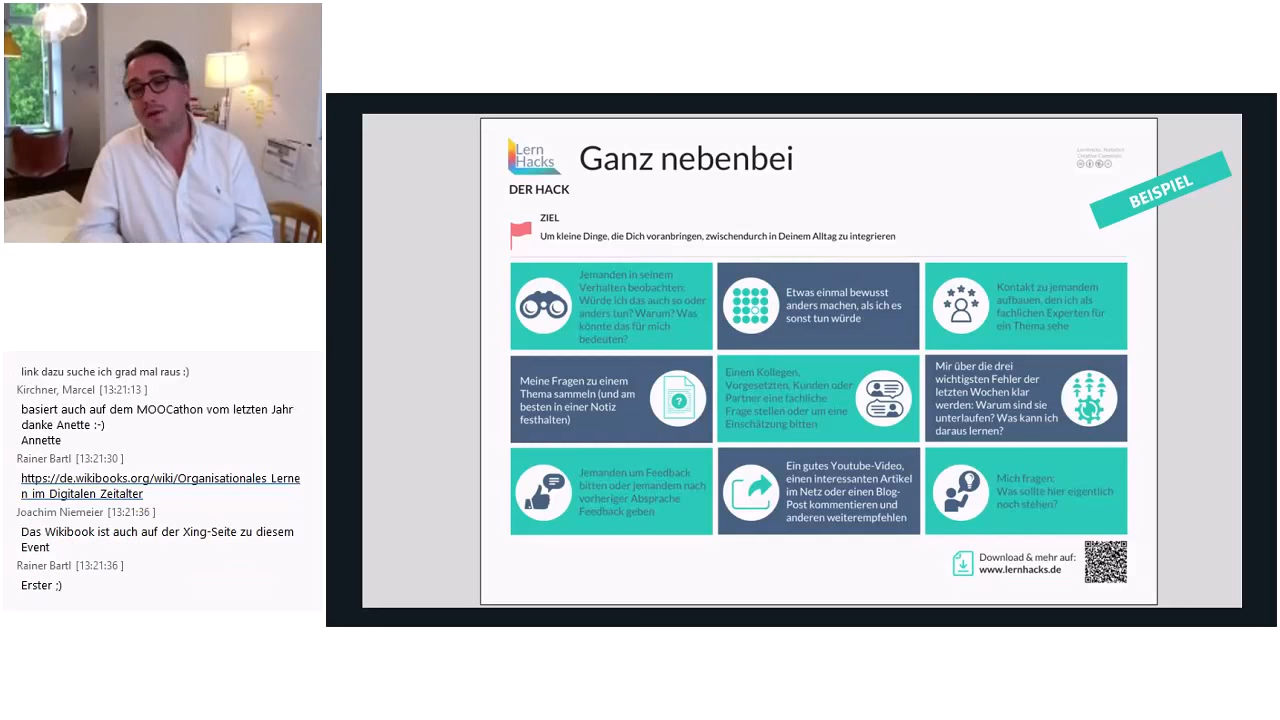 link dazu suche ich grad mal raus :)
Kirchner, Marcel [13:21:13 ]
basiert auch auf dem MOOCathon vom letzten Jahr
danke Anette :-)
Annette
Rainer Bartl [13:21:30 ]
https://de.wikibooks.org/wiki/Organisationales_Lerne
n_im_Digitalen_Zeitalter
Joachim Niemeier [13:21:36 ]
Das Wikibook ist auch auf der Xing-Seite zu diesem
Event
Rainer Bartl [13:21:36 ]
Erster ;)
Lern
Hacks
Ganz nebenbei
Creative Commons
BEISPIEL
DER HACK
ZIEL
Um kleine Dinge, die Dich voranbringen, zwischendurch in Deinem Alltag zu integrieren
Jemanden in seinem
Verhalten beobachten:
Würde ich das auch so oder
anders tun? Warum? Was
könnte das für mich
bedeuten?
Etwas einmal bewusst
anders machen, als ich es
sonst tun würde
Kontakt zu jemandem
aufbauen, den ich als
fachlichen Experten für
ein Thema sehe
Meine Fragen zu einem
Thema sammeln (und am
besten in einer Notiz
festhalten)
Einem Kollegen,
Vorgesetzten, Kunden oder
Partner eine fachliche
Frage stellen oder um eine
Einschätzung bitten
Mir über die drei
wichtigsten Fehler der
letzten Wochen klar
werden: Warum sind sie
unterlaufen? Was kann ich
daraus lernen?
Jemanden um Feedback
bitten oder jemandem nach
vorheriger Absprache
Feedback geben
Ein gutes Youtube-Video,
einen interessanten Artikel
im Netz oder einen Blog-
Post kommentieren und
anderen weiterempfehlen
Mich fragen:
Was sollte hier eigentlich
noch stehen?
Download & mehr auf:
www.lernhacks.de